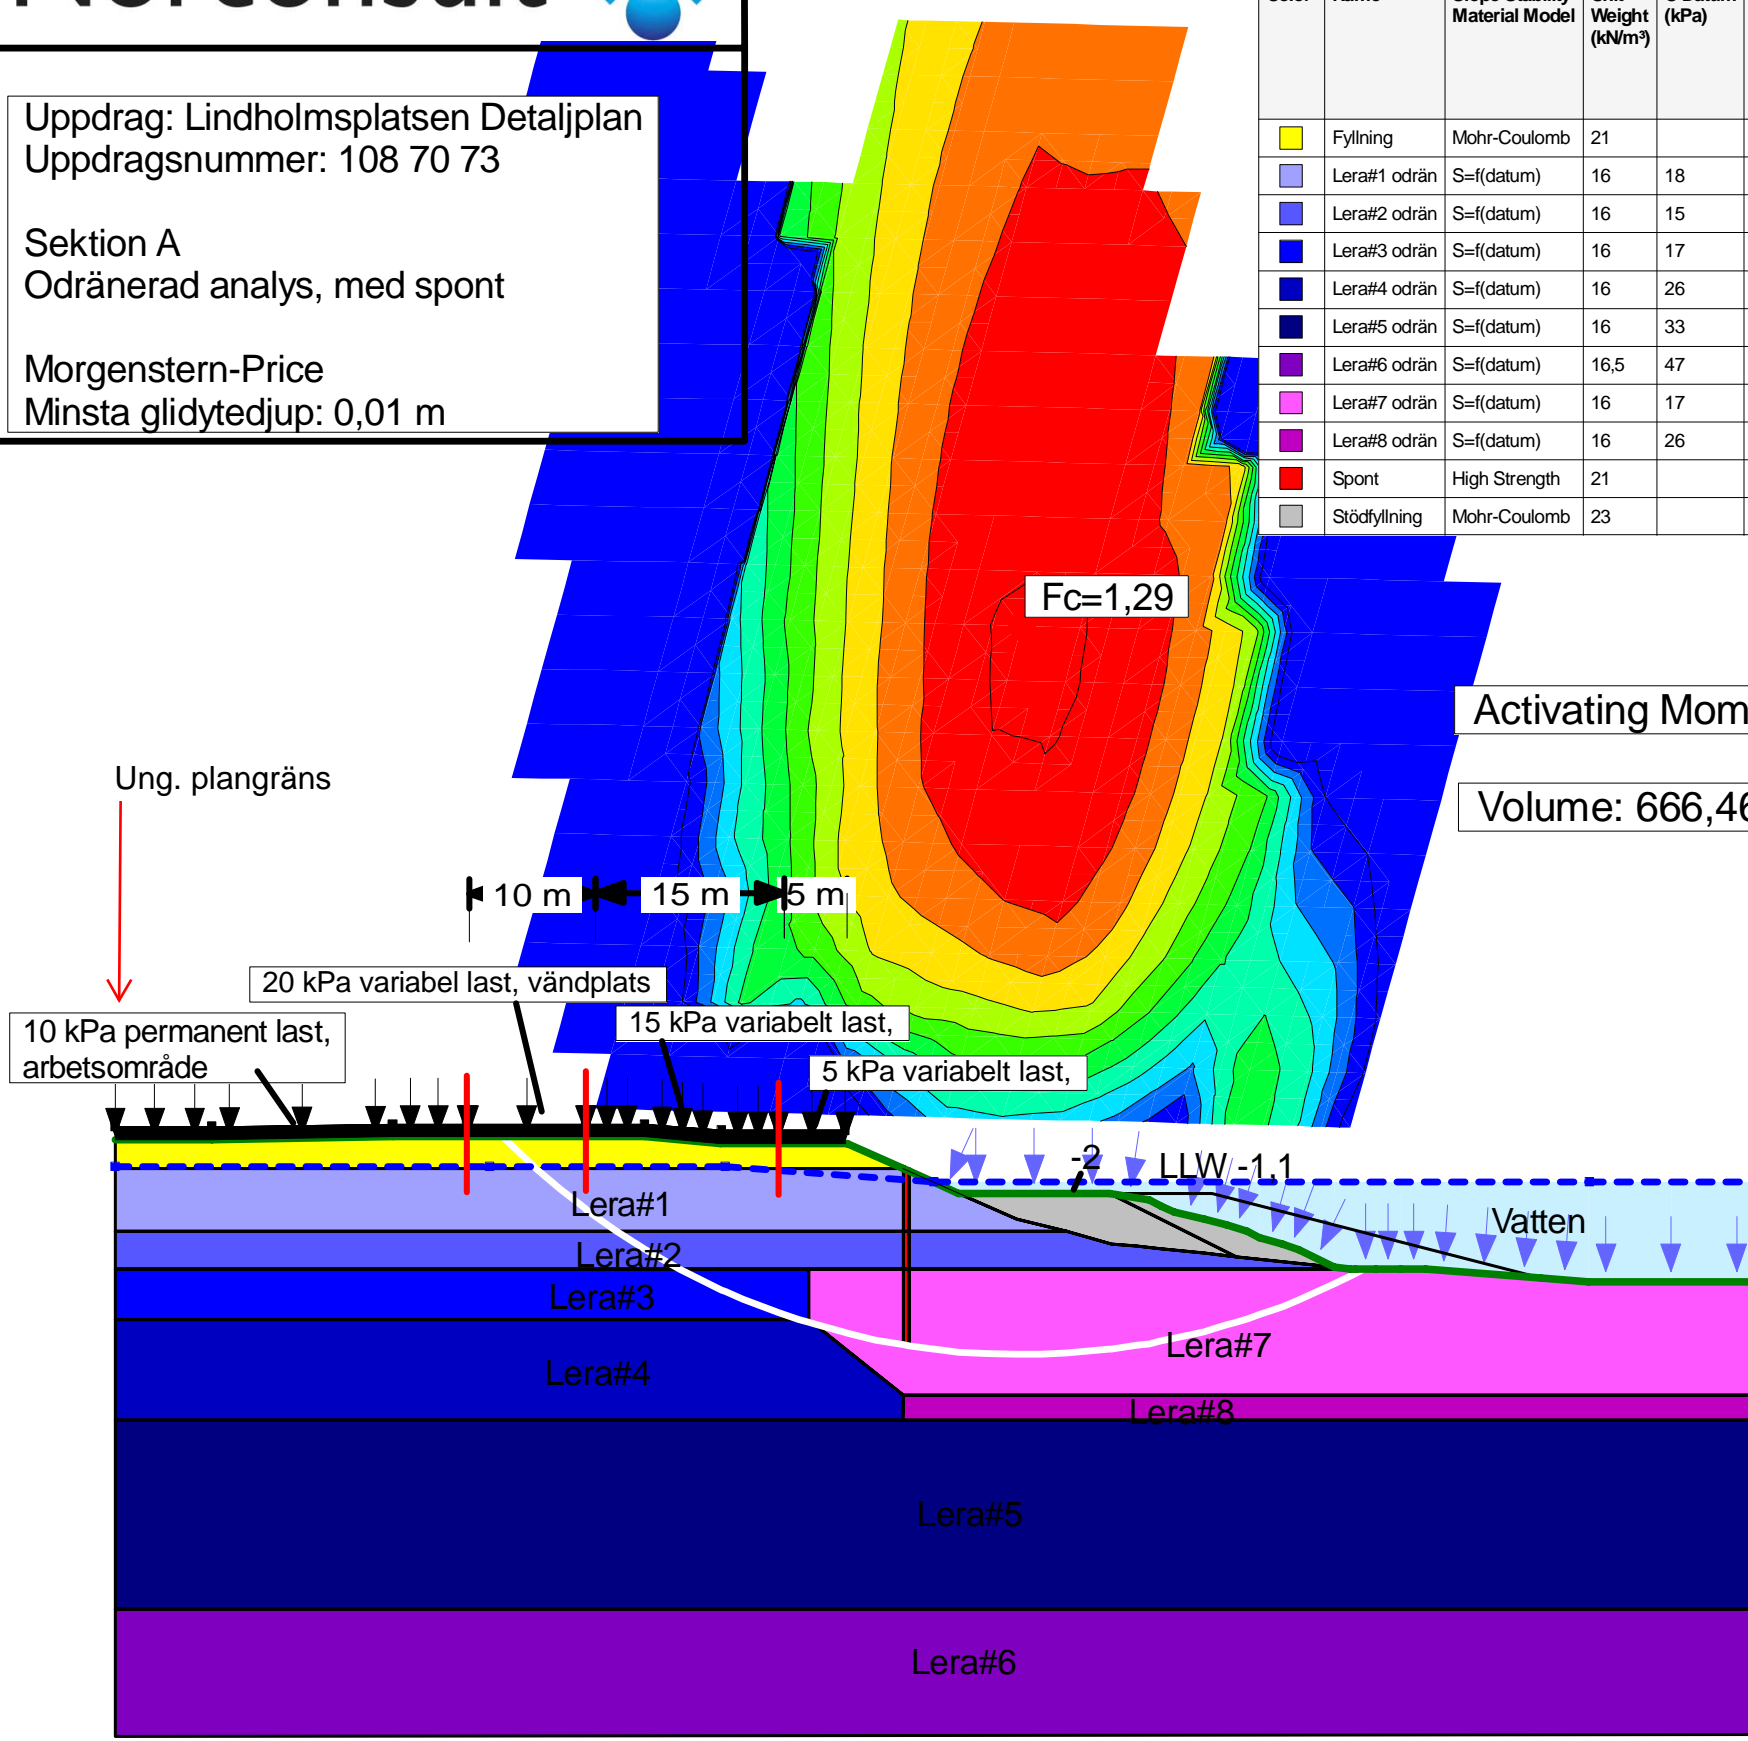 Norconsult
Uppdrag: Lindholmsplatsen Detaljplan
Uppdragsnummer: 108 70 73
Sektion A
Odränerad analys, med spont
Morgenstern-Price
Minsta glidytedjup: 0,01 m
Material Model Weight (kPa)
(kN/m³)
Fyllning Mohr-Coulomb 21
Lera#1 odrän S=f(datum) 16 18
Lera#2 odrän S=f(datum) 16 15
Lera#3 odrän S=f(datum) 16 17
Lera#4 odrän S=f(datum) 16 26
Lera#5 odrän S=f(datum) 16 33
Lera#6 odrän S=f(datum) 16,5 47
Lera#7 odrän S=f(datum) 16 17
Lera#8 odrän S=f(datum) 16 26
Spont High Strength 21
Stödfyllning Mohr-Coulomb 23
Fc=1,29
Activating Mom
Volume: 666,46
Ung. plangräns
10 m 15 m 5 m
20 kPa variabel last, vändplats
15 kPa variabelt last,
10 kPa permanent last,
arbetsområde
5 kPa variabelt last,
-2
LLW -1,1
Vatten
Lera#1
Lera#2
Lera#3
Lera#7
Lera#4
Lera#8
Lera#5
Lera#6